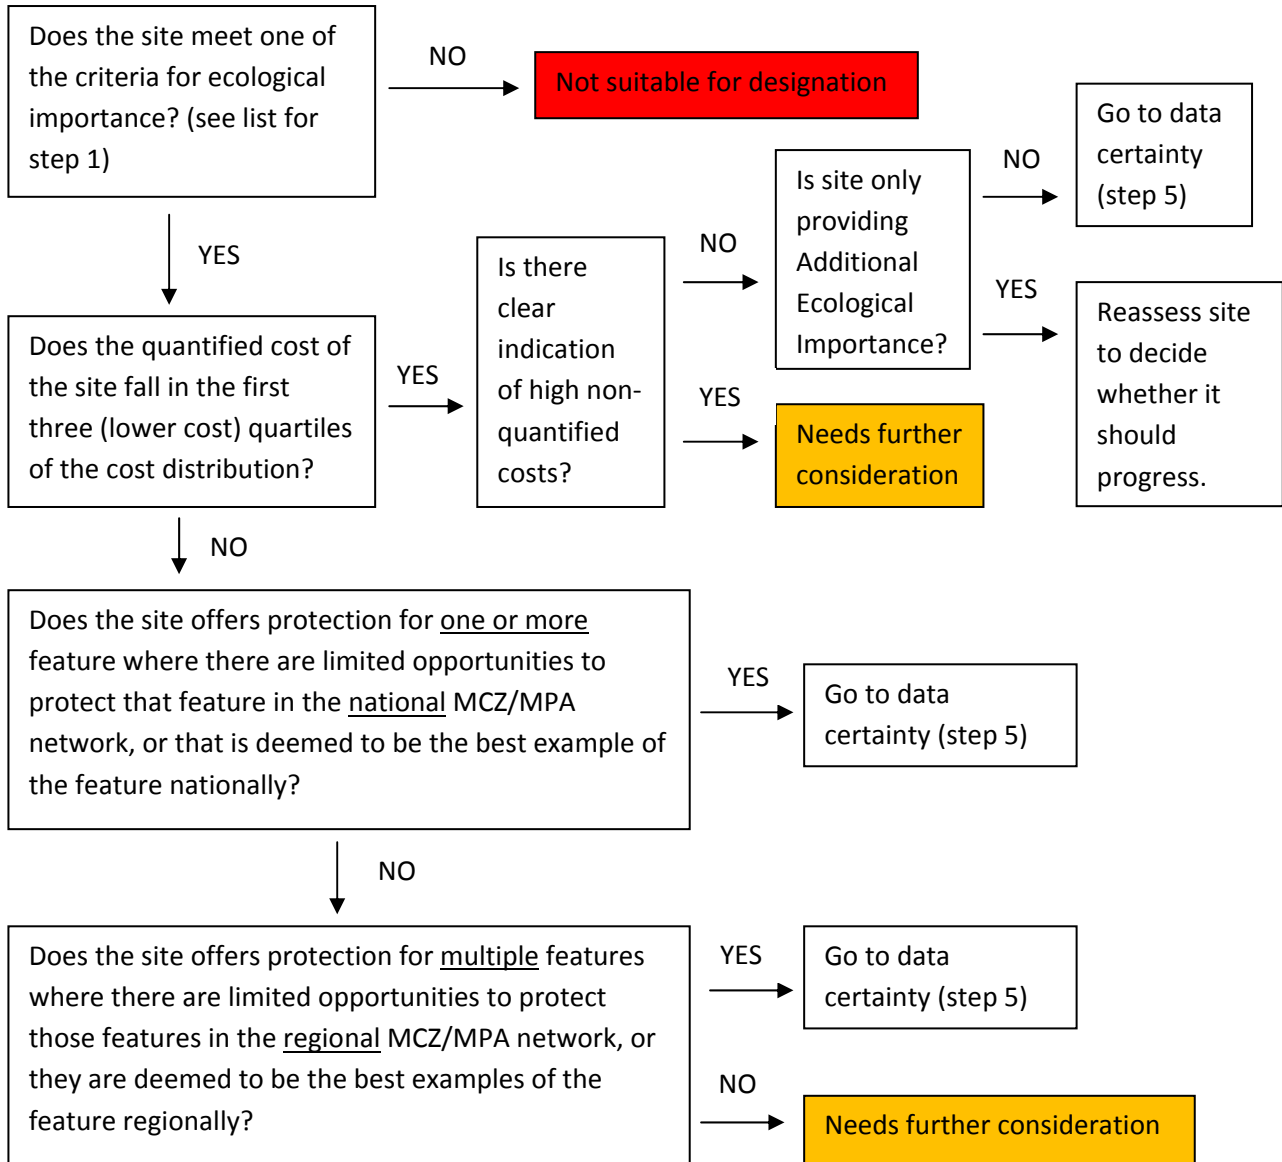 Does the site meet one of
the criteria for ecological
importance? (see list for
step 1)
NO
Not suitable for designation
YES
Does the quantified cost of
the site fall in the first
three (lower cost) quartiles
of the cost distribution?
YES
Is there
clear
indication
of high non-
quantified
costs?
NO
Is site only
providing
Additional
Ecological
Importance?
NO
Go to data
certainty
(step 5)
YES
Reassess site
to decide
whether it
should
progress.
YES
Needs further
consideration
NO
Does the site offers protection for one or more
feature where there are limited opportunities to
protect that feature in the national MCZ/MPA
network, or that is deemed to be the best example of
the feature nationally?
YES
Go to data
certainty (step 5)
NO
Does the site offers protection for multiple features
where there are limited opportunities to protect
those features in the regional MCZ/MPA network, or
they are deemed to be the best examples of the
feature regionally?
YES
Go to data
certainty (step 5)
NO
Needs further consideration